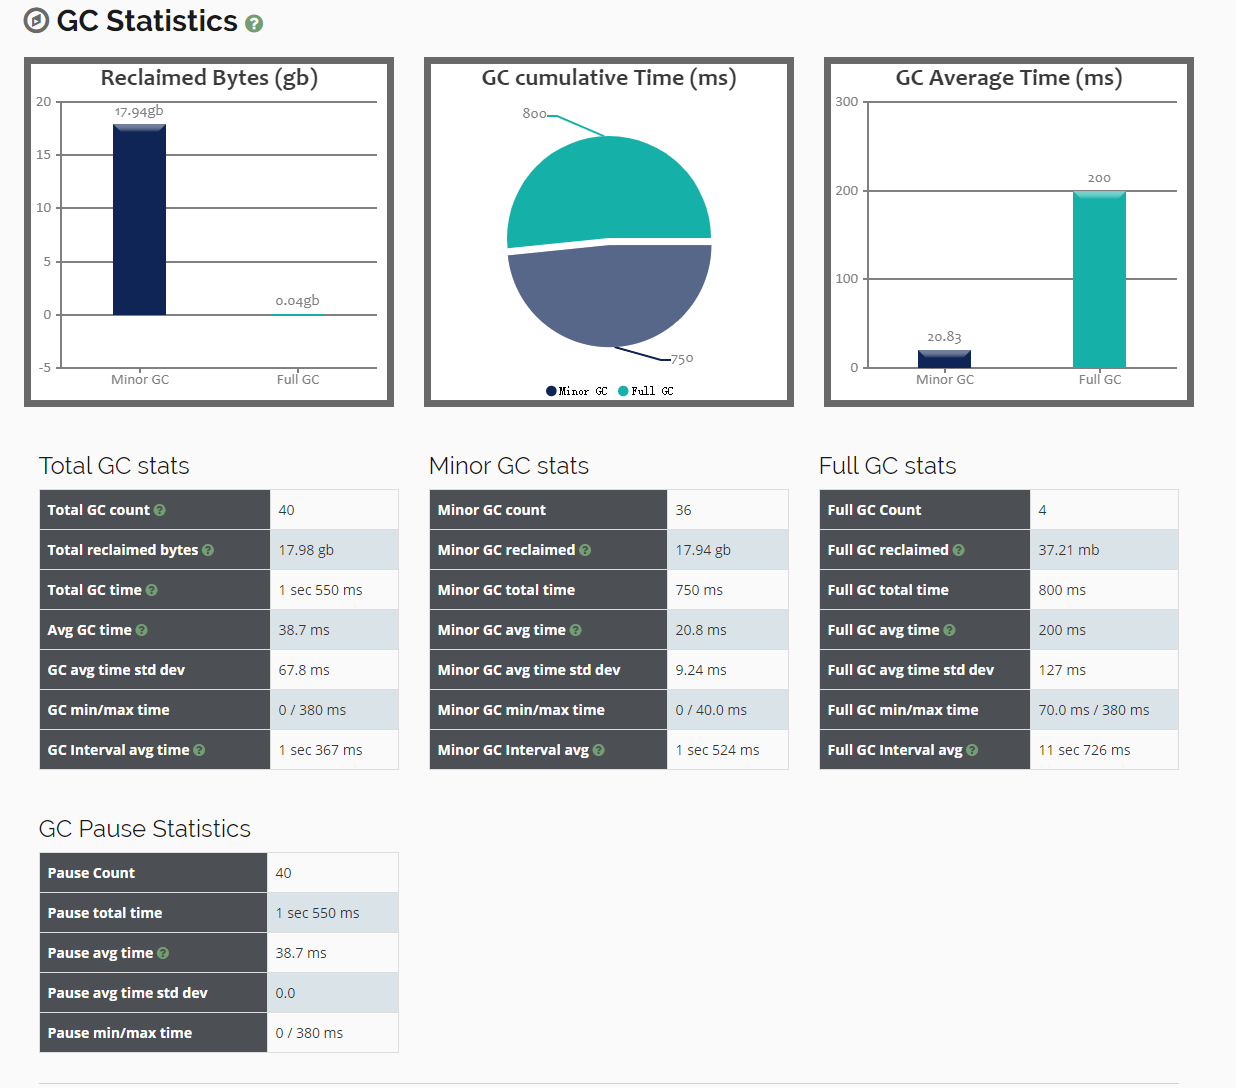 GC Statistics ?
Reclaimed Bytes (gb)
20
17.94gb
15
10
5
0.04gb
0
-5
Minor GC Full GC
GC cumulative Time (ms)
800
750
Minor GC Full GC
GC Average Time (ms)
300
200
200
100
20.83
0
Minor GC Full GC
Total GC stats
Total GC count ? 40
Total reclaimed bytes ? 17.98 gb
Total GC time ? 1 sec 550 ms
Avg GC time ? 38.7 ms
GC avg time std dev 67.8 ms
GC min/max time 0 / 380 ms
GC Interval avg time ? 1 sec 367 ms
Minor GC stats
Minor GC count 36
Minor GC reclaimed ? 17.94 gb
Minor GC total time 750 ms
Minor GC avg time ? 20.8 ms
Minor GC avg time std dev 9.24 ms
Minor GC min/max time 0 / 40.0 ms
Minor GC Interval avg ? 1 sec 524 ms
Full GC stats
Full GC Count 4
Full GC reclaimed ? 37.21 mb
Full GC total time 800 ms
Full GC avg time ? 200 ms
Full GC avg time std dev 127 ms
Full GC min/max time 70.0 ms / 380 ms
Full GC Interval avg ? 11 sec 726 ms
GC Pause Statistics
Pause Count 40
Pause total time 1 sec 550 ms
Pause avg time ? 38.7 ms
Pause avg time std dev 0.0
Pause min/max time 0 / 380 ms